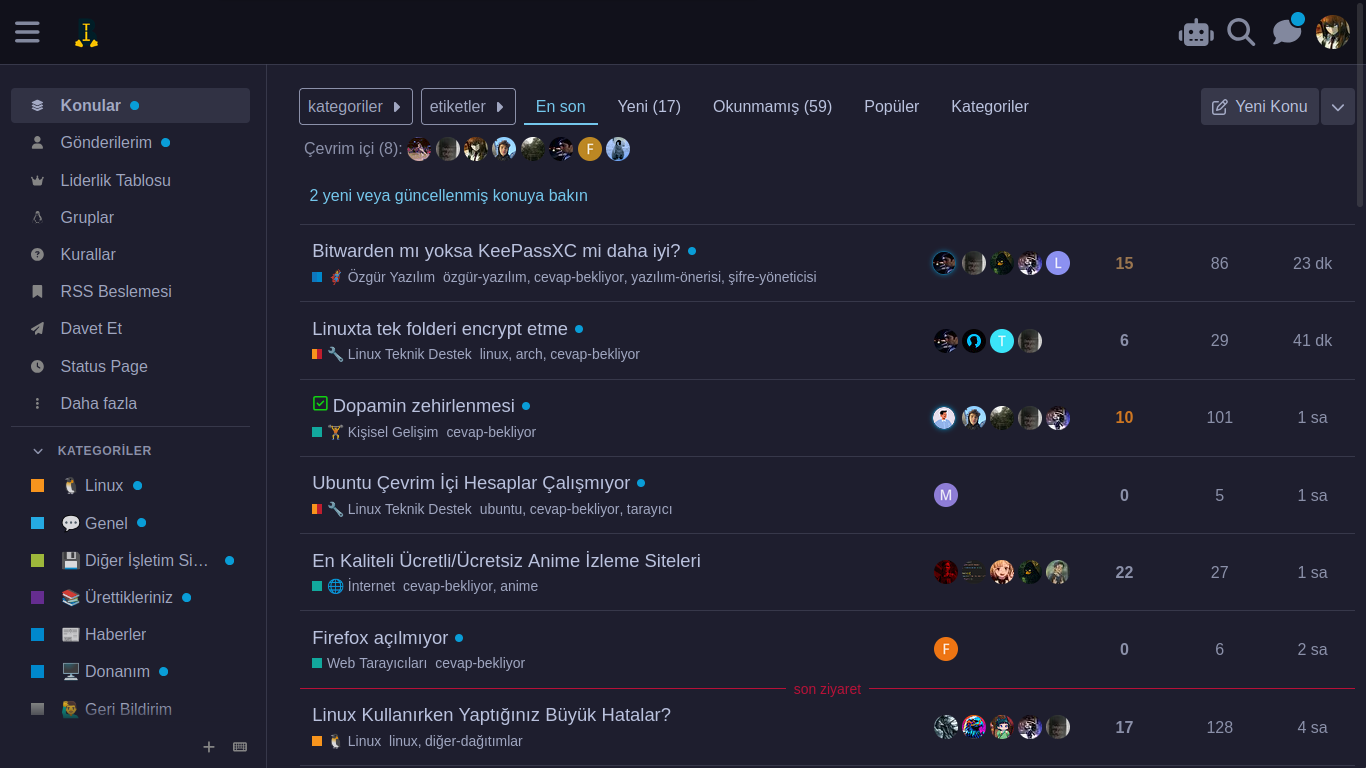 Konular
Gönderilerim
Liderlik Tablosu
Gruplar
Kurallar
RSS Beslemesi
Davet Et
Status Page
Daha fazla
KATEGORİLER
Linux
Genel
Diğer İşletim Si…
Ürettikleriniz
Haberler
Donanım
Geri Bildirim
kategoriler etiketler En son Yeni (17) Okunmamış (59) Popüler Kategoriler Yeni Konu
Çevrim içi (8): F
2 yeni veya güncellenmiş konuya bakın
Bitwarden mı yoksa KeePassXC mi daha iyi?
Özgür Yazılım özgür-yazılım, cevap-bekliyor, yazılım-önerisi, şifre-yöneticisi
L 15 86 23 dk
Linuxta tek folderi encrypt etme
Linux Teknik Destek linux, arch, cevap-bekliyor
T 6 29 41 dk
Dopamin zehirlenmesi
Kişisel Gelişim cevap-bekliyor
10 101 1 sa
Ubuntu Çevrim İçi Hesaplar Çalışmıyor
Linux Teknik Destek ubuntu, cevap-bekliyor, tarayıcı
M 0 5 1 sa
En Kaliteli Ücretli/Ücretsiz Anime İzleme Siteleri
İnternet cevap-bekliyor, anime
22 27 1 sa
Firefox açılmıyor
Web Tarayıcıları cevap-bekliyor
F 0 6 2 sa
son ziyaret
Linux Kullanırken Yaptığınız Büyük Hatalar?
Linux linux, diğer-dağıtımlar
17 128 4 sa